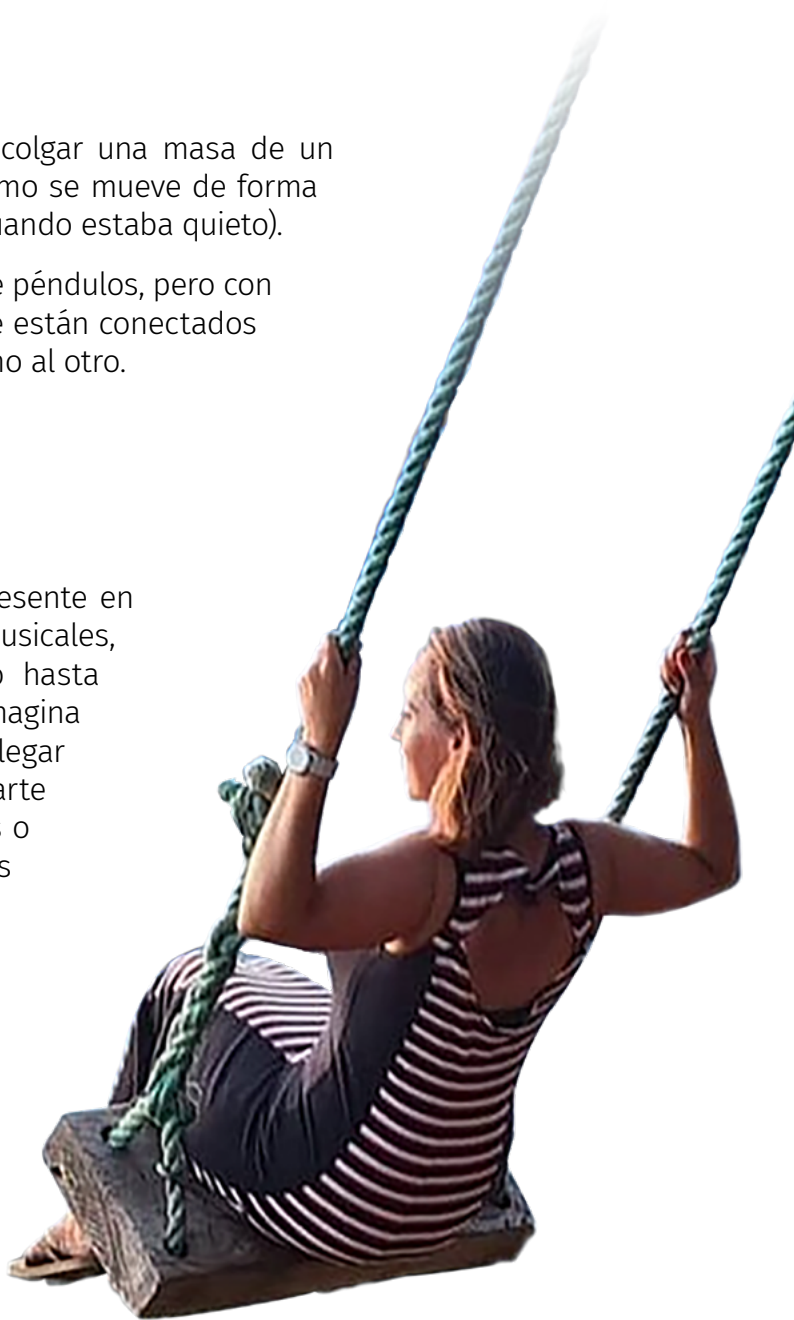 colgar una masa de un
mo se mueve de forma
uando estaba quieto).
e péndulos, pero con
e están conectados
no al otro.
esente en
usicales,
o hasta
nagina
legar
arte
s o
s